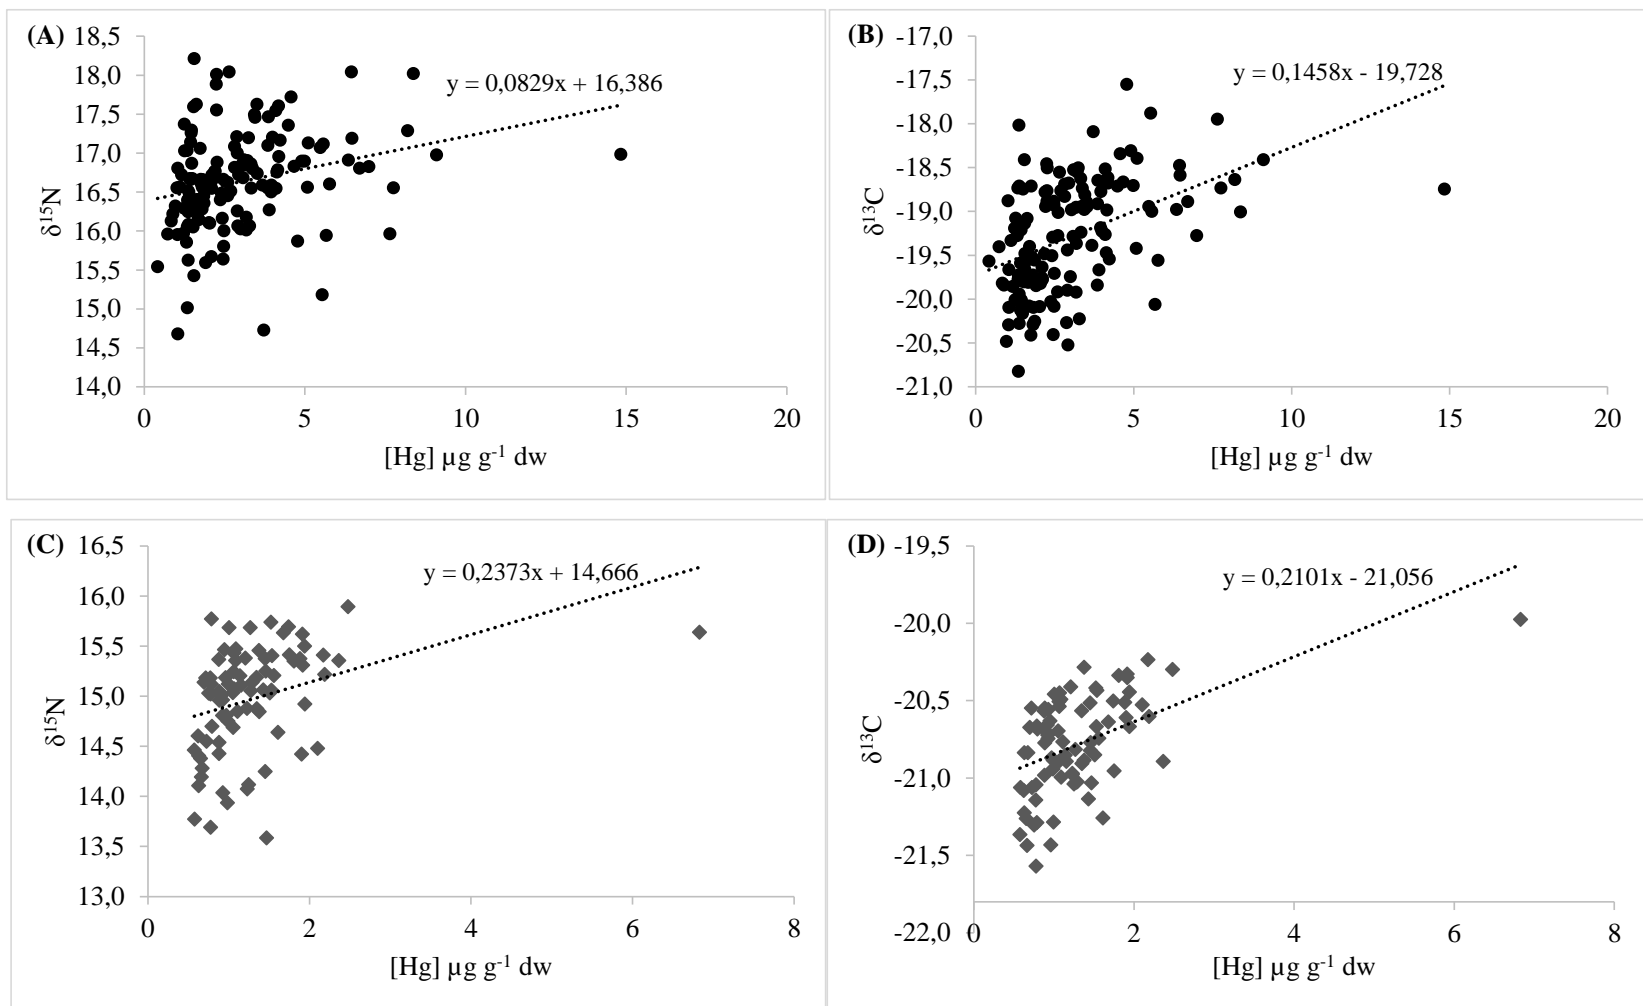 (A)
18,5
18,0
17,5
17,0
16,5
16,0
15,5
15,0
14,5
14,0
δ15N
y = 0,0829x + 16,386
0 5 10 15 20
[Hg] µg g-1 dw
(B)
-17,0
-17,5
-18,0
-18,5
-19,0
-19,5
-20,0
-20,5
-21,0
δ13C
y = 0,1458x - 19,728
0 5 10 15 20
[Hg] µg g-1 dw
(C)
16,5
16,0
15,5
15,0
14,5
14,0
13,5
13,0
δ15N
y = 0,2373x + 14,666
0 2 4 6 8
[Hg] µg g-1 dw
(D)
-19,5
-20,0
-20,5
-21,0
-21,5
-22,0
δ13C
y = 0,2101x - 21,056
0 2 4 6 8
[Hg] µg g-1 dw